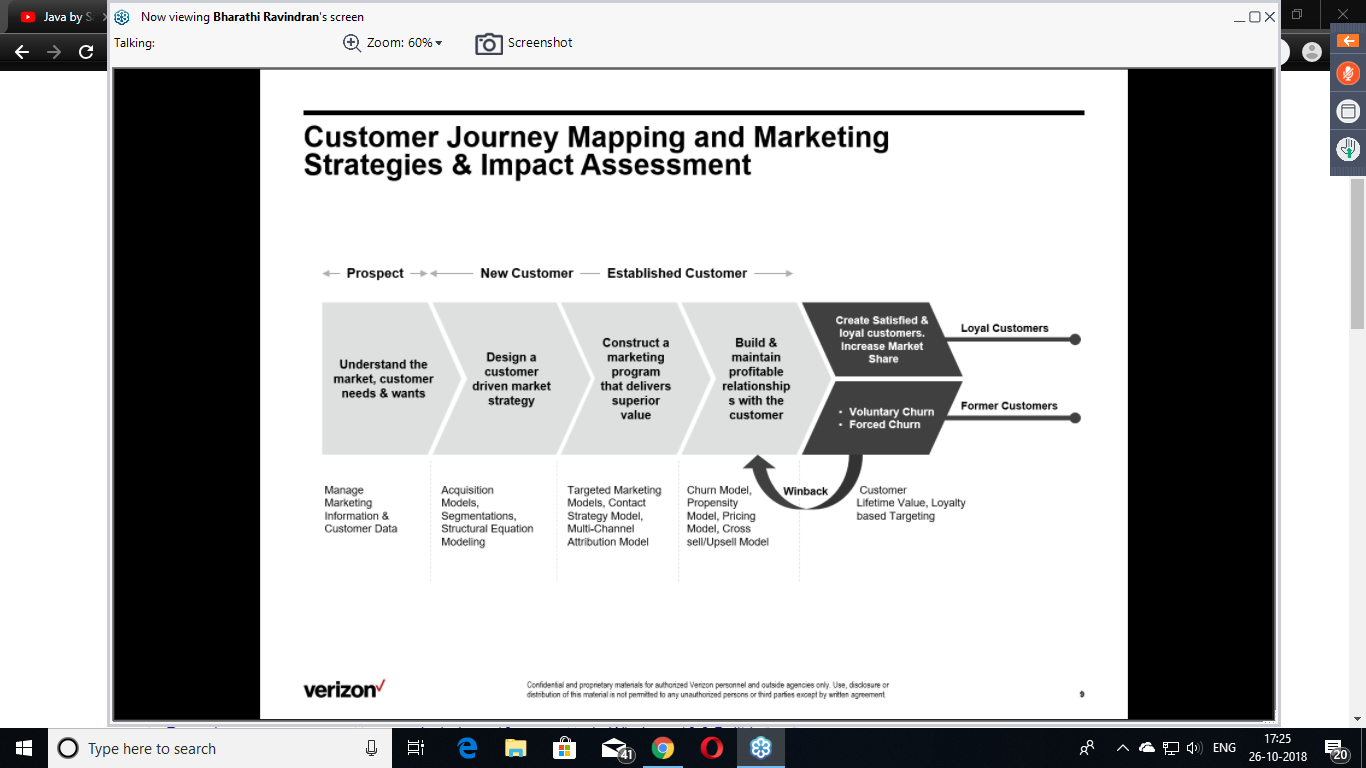 Java by S
Now viewing Bharathi Ravindran's screen
Talking:
Zoom: 60%
Screenshot
Customer Journey Mapping and Marketing
Strategies & Impact Assessment
Prospect
New Customer
Established Customer
Understand the
market, customer
needs & wants
Design a
customer
driven market
strategy
Construct a
marketing
program
that delivers
superior
value
Build &
maintain
profitable
relationship
s with the
customer
Create Satisfied &
loyal customers.
Increase Market
Share
• Voluntary Churn
• Forced Churn
Loyal Customers
Former Customers
Manage
Marketing
Information &
Customer Data
Acquisition
Models,
Segmentations,
Structural Equation
Modeling
Targeted Marketing
Models, Contact
Strategy Model,
Multi-Channel
Attribution Model
Churn Model,
Propensity
Model, Pricing
Model, Cross
sell/Upsell Model
Winback
Customer
Lifetime Value, Loyalty
based Targeting
verizon
Confidential and proprietary materials for authorized Verizon personnel and outside agencies only. Use, disclosure or
distribution of this material is not permitted to any unauthorized persons or third parties except by written agreement.
9
Type here to search
41
ENG
17:25
26-10-2018
20